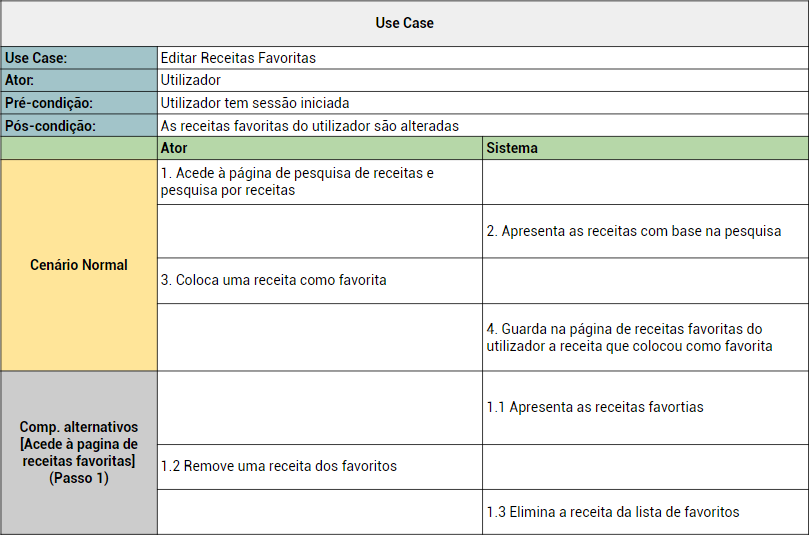 Use Case
Use Case: Editar Receitas Favoritas
Ator: Utilizador
Pré-condição: Utilizador tem sessão iniciada
Pós-condição: As receitas favoritas do utilizador são alteradas
Ator Sistema
Cenário Normal
1. Acede à página de pesquisa de receitas e
pesquisa por receitas
2. Apresenta as receitas com base na pesquisa
3. Coloca uma receita como favorita
4. Guarda na página de receitas favoritas do
utilizador a receita que colocou como favorita
Comp. alternativos
[Acede à pagina de
receitas favoritas]
(Passo 1)
1.1 Apresenta as receitas favortias
1.2 Remove uma receita dos favoritos
1.3 Elimina a receita da lista de favoritos